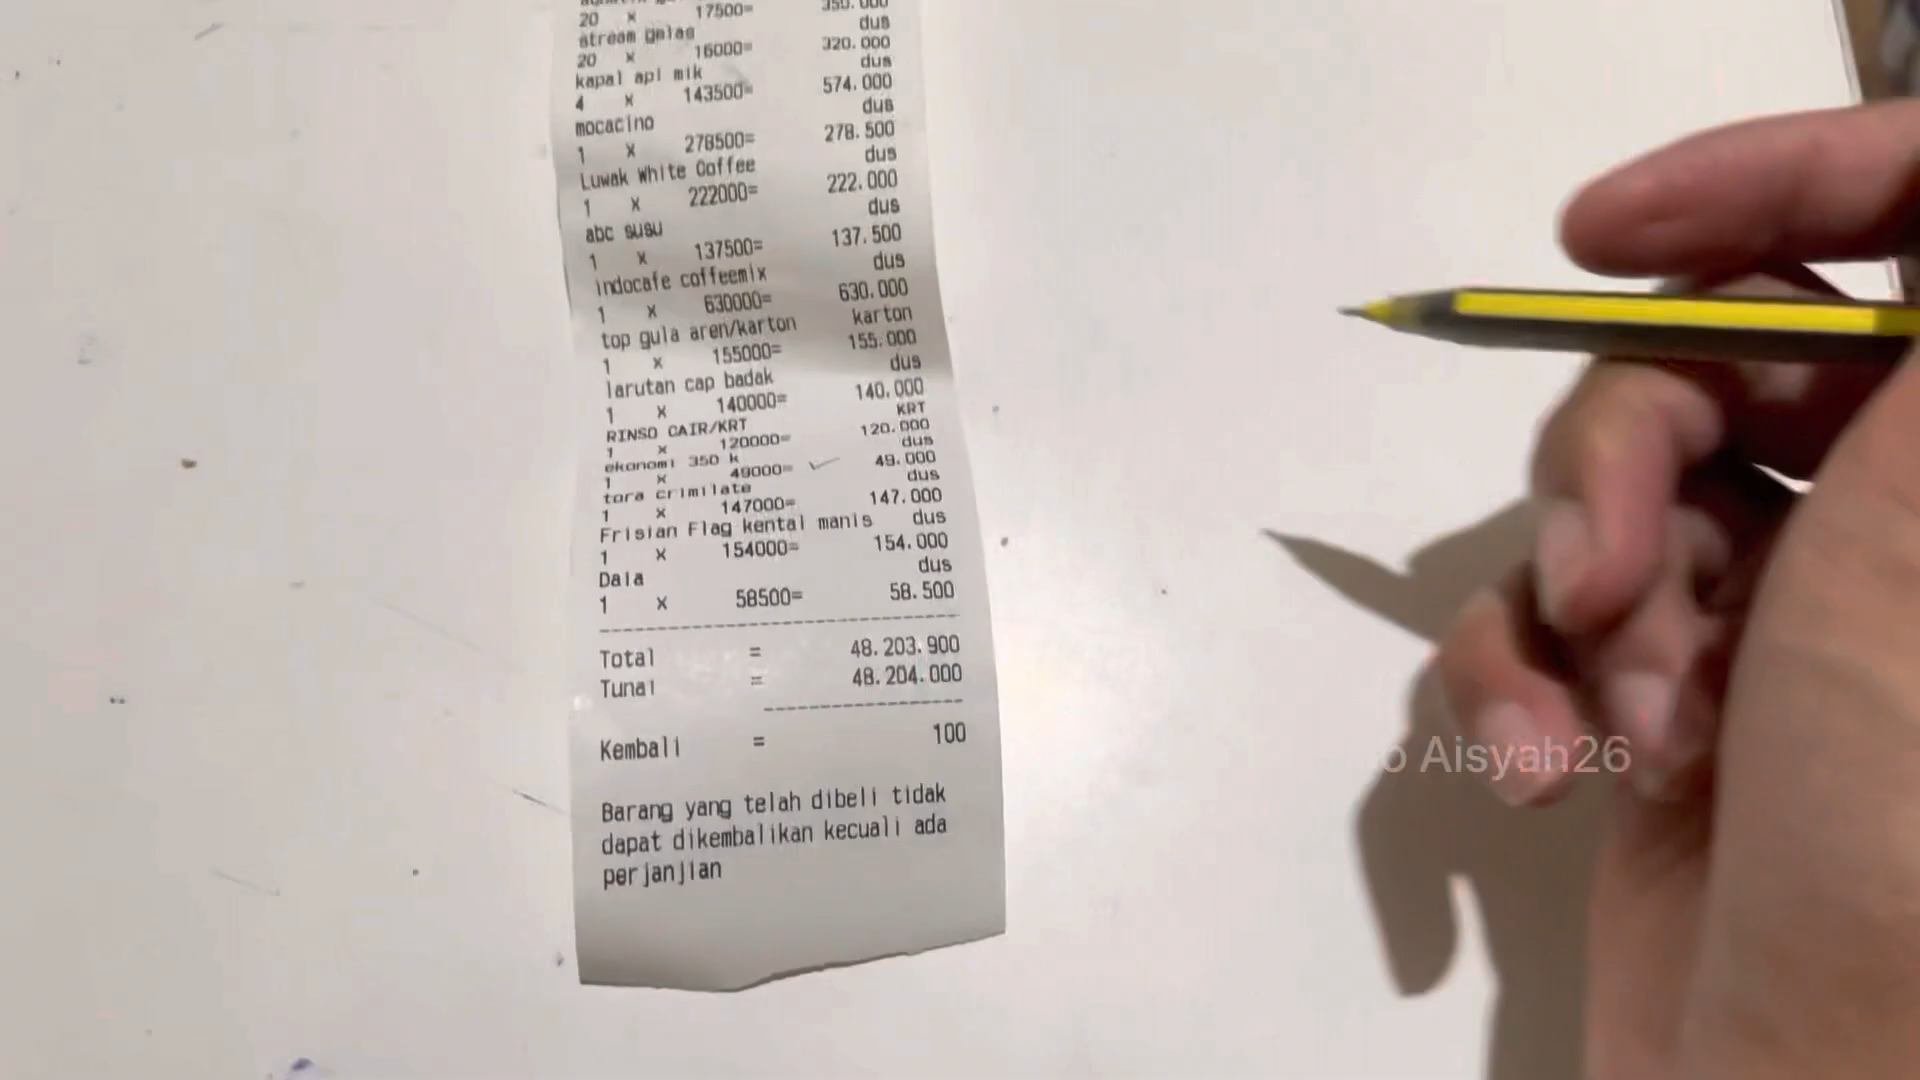 20 x 17500= 350.000
stream gelas dus
20 x 16000= 320.000
kapal api mik dus
4 x 143500= 574.000
mocacino dus
1 x 278500= 278.500
Luwak White Coffee dus
1 x 222000= 222.000
abc susu dus
1 x 137500= 137.500
indocafe coffeemix dus
1 x 630000= 630.000
top gula aren/karton karton
1 x 155000= 155.000
larutan cap badak dus
1 x 140000= 140.000
RINSO CAIR/KRT KRT
1 x 120000= 120.000
ekonomi 350 k dus
1 x 49000= 49.000
tora crimilate dus
1 x 147000= 147.000
Frisian Flag kental manis dus
1 x 154000= 154.000
Daia dus
1 x 58500= 58.500
Total = 48.203.900
Tunai = 48.204.000
Kembali = 100
Barang yang telah dibeli tidak
dapat dikembalikan kecuali ada
perjanjian
Aisyah26